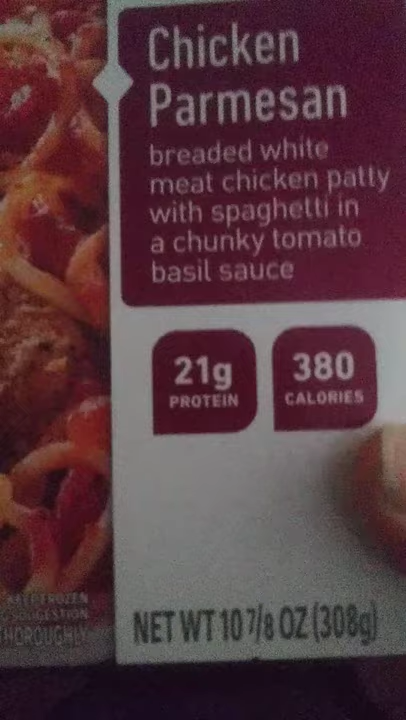 Chicken
Parmesan
breaded white
meat chicken patty
with spaghetti in
a chunky tomato
basil sauce
21g
PROTEIN
380
CALORIES
KEEP FROZEN
SUGGESTION
THOROUGHLY
NET WT 10 7/8 OZ (308g)